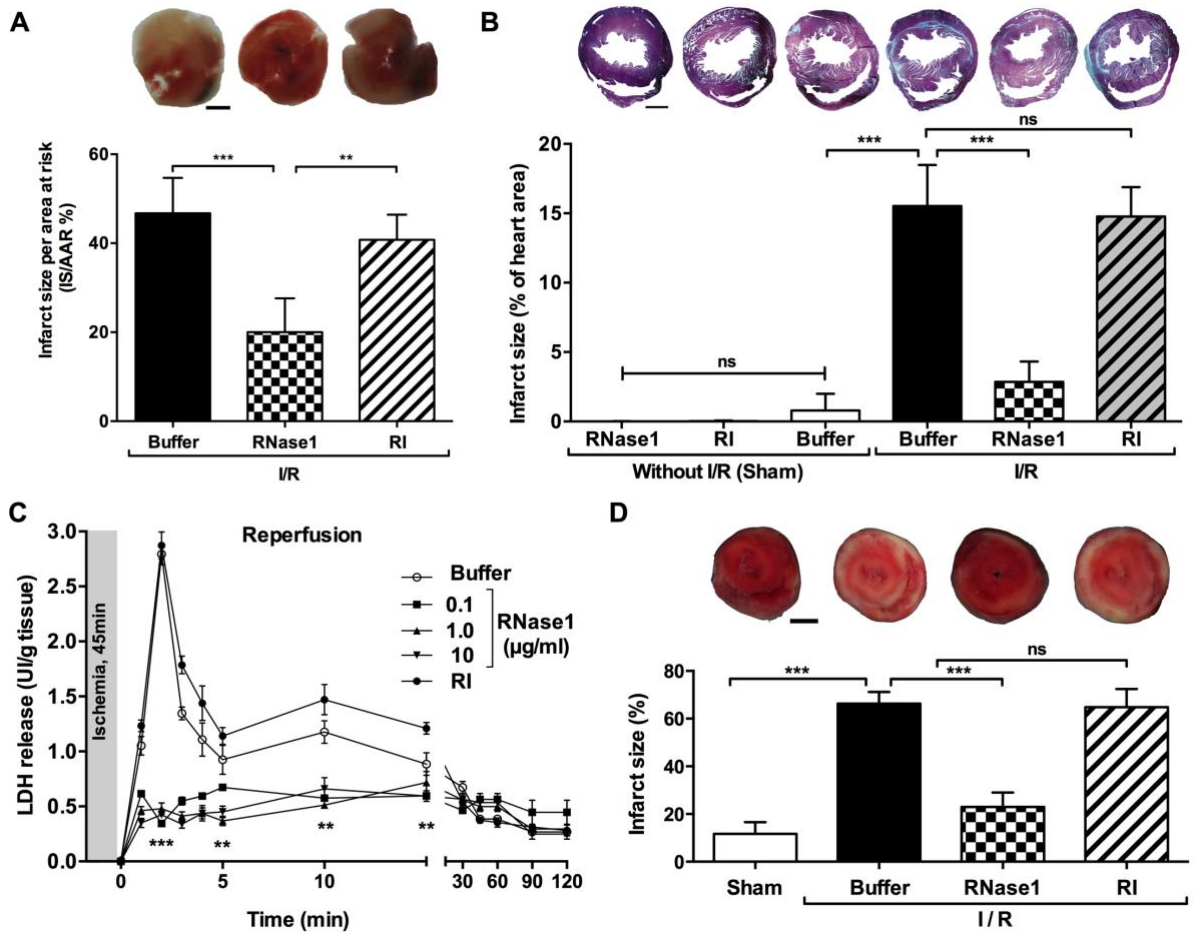 A
60
40
20
0
Infarct size per area at risk
(IS/AAR %)
***
**
Buffer
RNase1
RI
I/R
B
20
15
10
5
0
Infarct size (% of heart area)
ns
***
***
ns
RNase1
RI
Buffer
Buffer
RNase1
RI
Without I/R (Sham)
I/R
C
3.0
2.5
2.0
1.5
1.0
0.5
0.0
LDH release (UI/g tissue)
Ischemia, 45min
Reperfusion
Buffer
0.1
1.0
10
RNase1
(µg/ml)
RI
***
**
**
**
0
5
10
30
60
90
120
Time (min)
D
80
60
40
20
0
Infarct size (%)
***
***
ns
Sham
Buffer
RNase1
RI
I / R